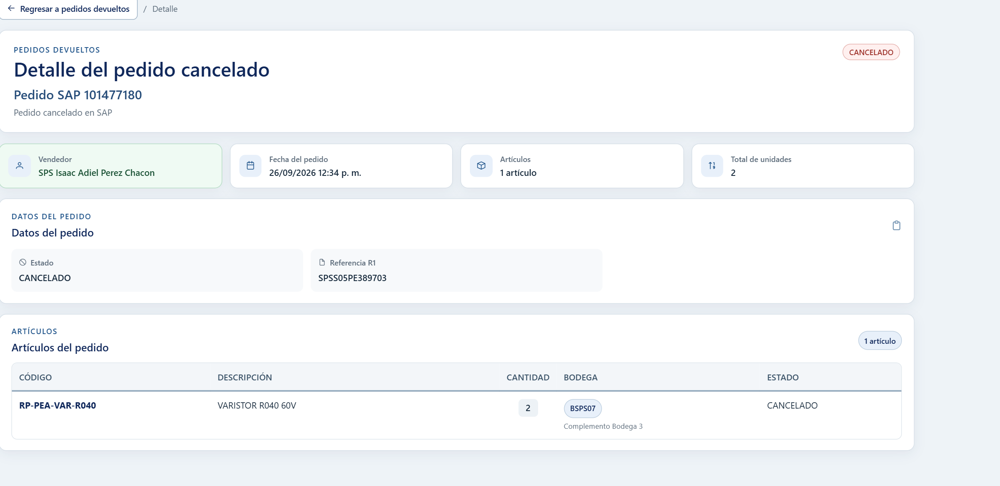 ← Regresar a pedidos devueltos / Detalle
PEDIDOS DEVUELTOS
CANCELADO
Detalle del pedido cancelado
Pedido SAP 101477180
Pedido cancelado en SAP
Vendedor
SPS Isaac Adiel Perez Chacon
Fecha del pedido
26/09/2026 12:34 p. m.
Artículos
1 artículo
Total de unidades
2
DATOS DEL PEDIDO
Datos del pedido
Estado
CANCELADO
Referencia R1
SPSS05PE389703
ARTÍCULOS
Artículos del pedido
1 artículo
CÓDIGO DESCRIPCIÓN CANTIDAD BODEGA ESTADO
RP-PEA-VAR-R040 VARISTOR R040 60V 2 BSPS07 CANCELADO
Complemento Bodega 3